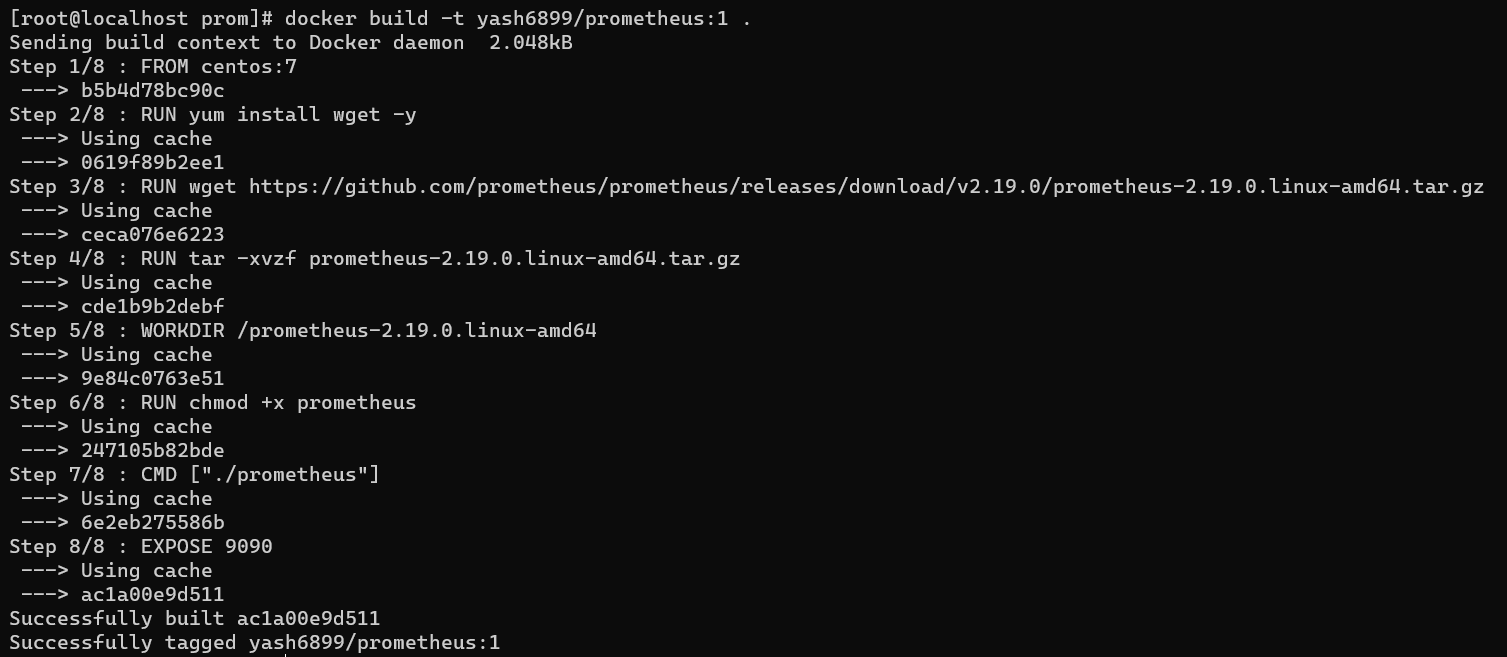 [root@localhost prom]# docker build -t yash6899/prometheus:1 .
Sending build context to Docker daemon  2.048kB
Step 1/8 : FROM centos:7
 ---> b5b4d78bc90c
Step 2/8 : RUN yum install wget -y
 ---> Using cache
 ---> 0619f89b2ee1
Step 3/8 : RUN wget https://github.com/prometheus/prometheus/releases/download/v2.19.0/prometheus-2.19.0.linux-amd64.tar.gz
 ---> Using cache
 ---> ceca076e6223
Step 4/8 : RUN tar -xvzf prometheus-2.19.0.linux-amd64.tar.gz
 ---> Using cache
 ---> cde1b9b2debf
Step 5/8 : WORKDIR /prometheus-2.19.0.linux-amd64
 ---> Using cache
 ---> 9e84c0763e51
Step 6/8 : RUN chmod +x prometheus
 ---> Using cache
 ---> 247105b82bde
Step 7/8 : CMD ["./prometheus"]
 ---> Using cache
 ---> 6e2eb275586b
Step 8/8 : EXPOSE 9090
 ---> Using cache
 ---> ac1a00e9d511
Successfully built ac1a00e9d511
Successfully tagged yash6899/prometheus:1